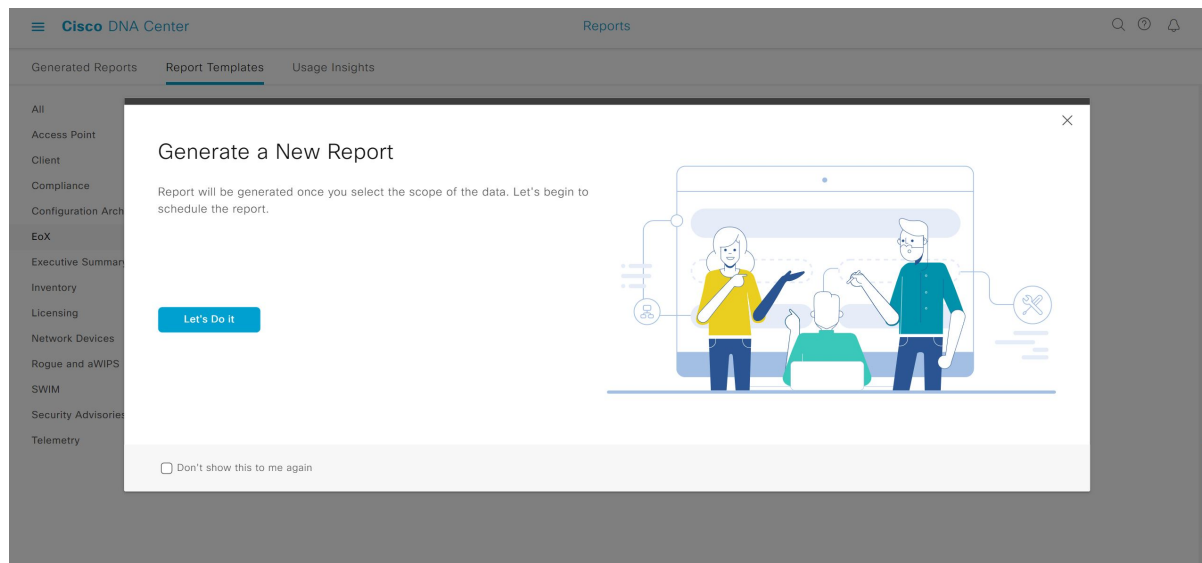 Cisco DNA Center
Reports
Generated Reports
Report Templates
Usage Insights
All
Access Point
Client
Compliance
Configuration Arch
EoX
Executive Summary
Inventory
Licensing
Network Devices
Rogue and aWIPS
SWIM
Security Advisories
Telemetry
Generate a New Report
Report will be generated once you select the scope of the data. Let's begin to
schedule the report.
Let's Do it
Don't show this to me again